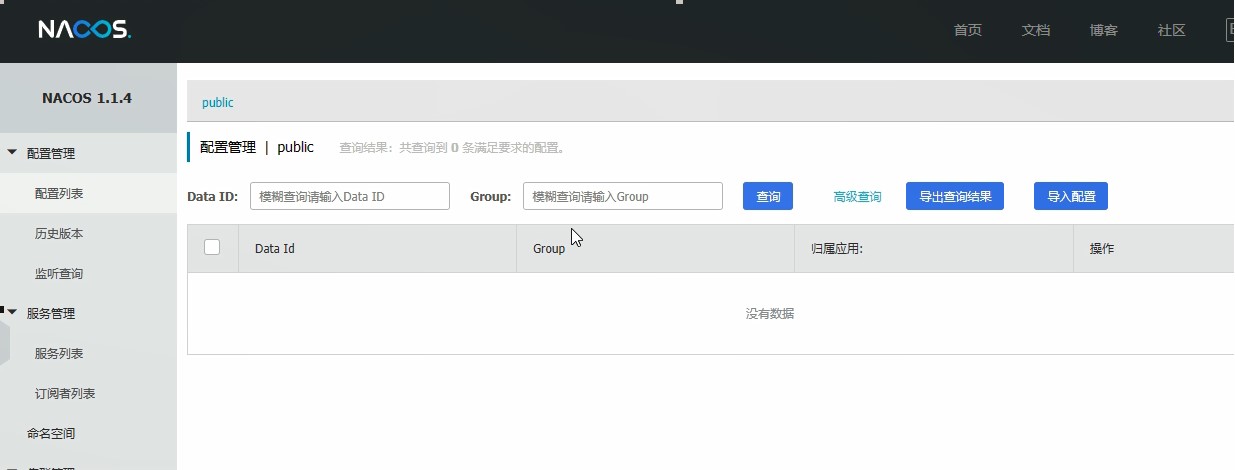 NACOS. 首页 文档 博客 社区
NACOS 1.1.4
public
配置管理
配置管理 | public 查询结果：共查询到 0 条满足要求的配置。
配置列表
Data ID: 模糊查询请输入Data ID Group: 模糊查询请输入Group 查询 高级查询 导出查询结果 导入配置
历史版本
Data Id Group 归属应用: 操作
监听查询
服务管理
没有数据
服务列表
订阅者列表
命名空间